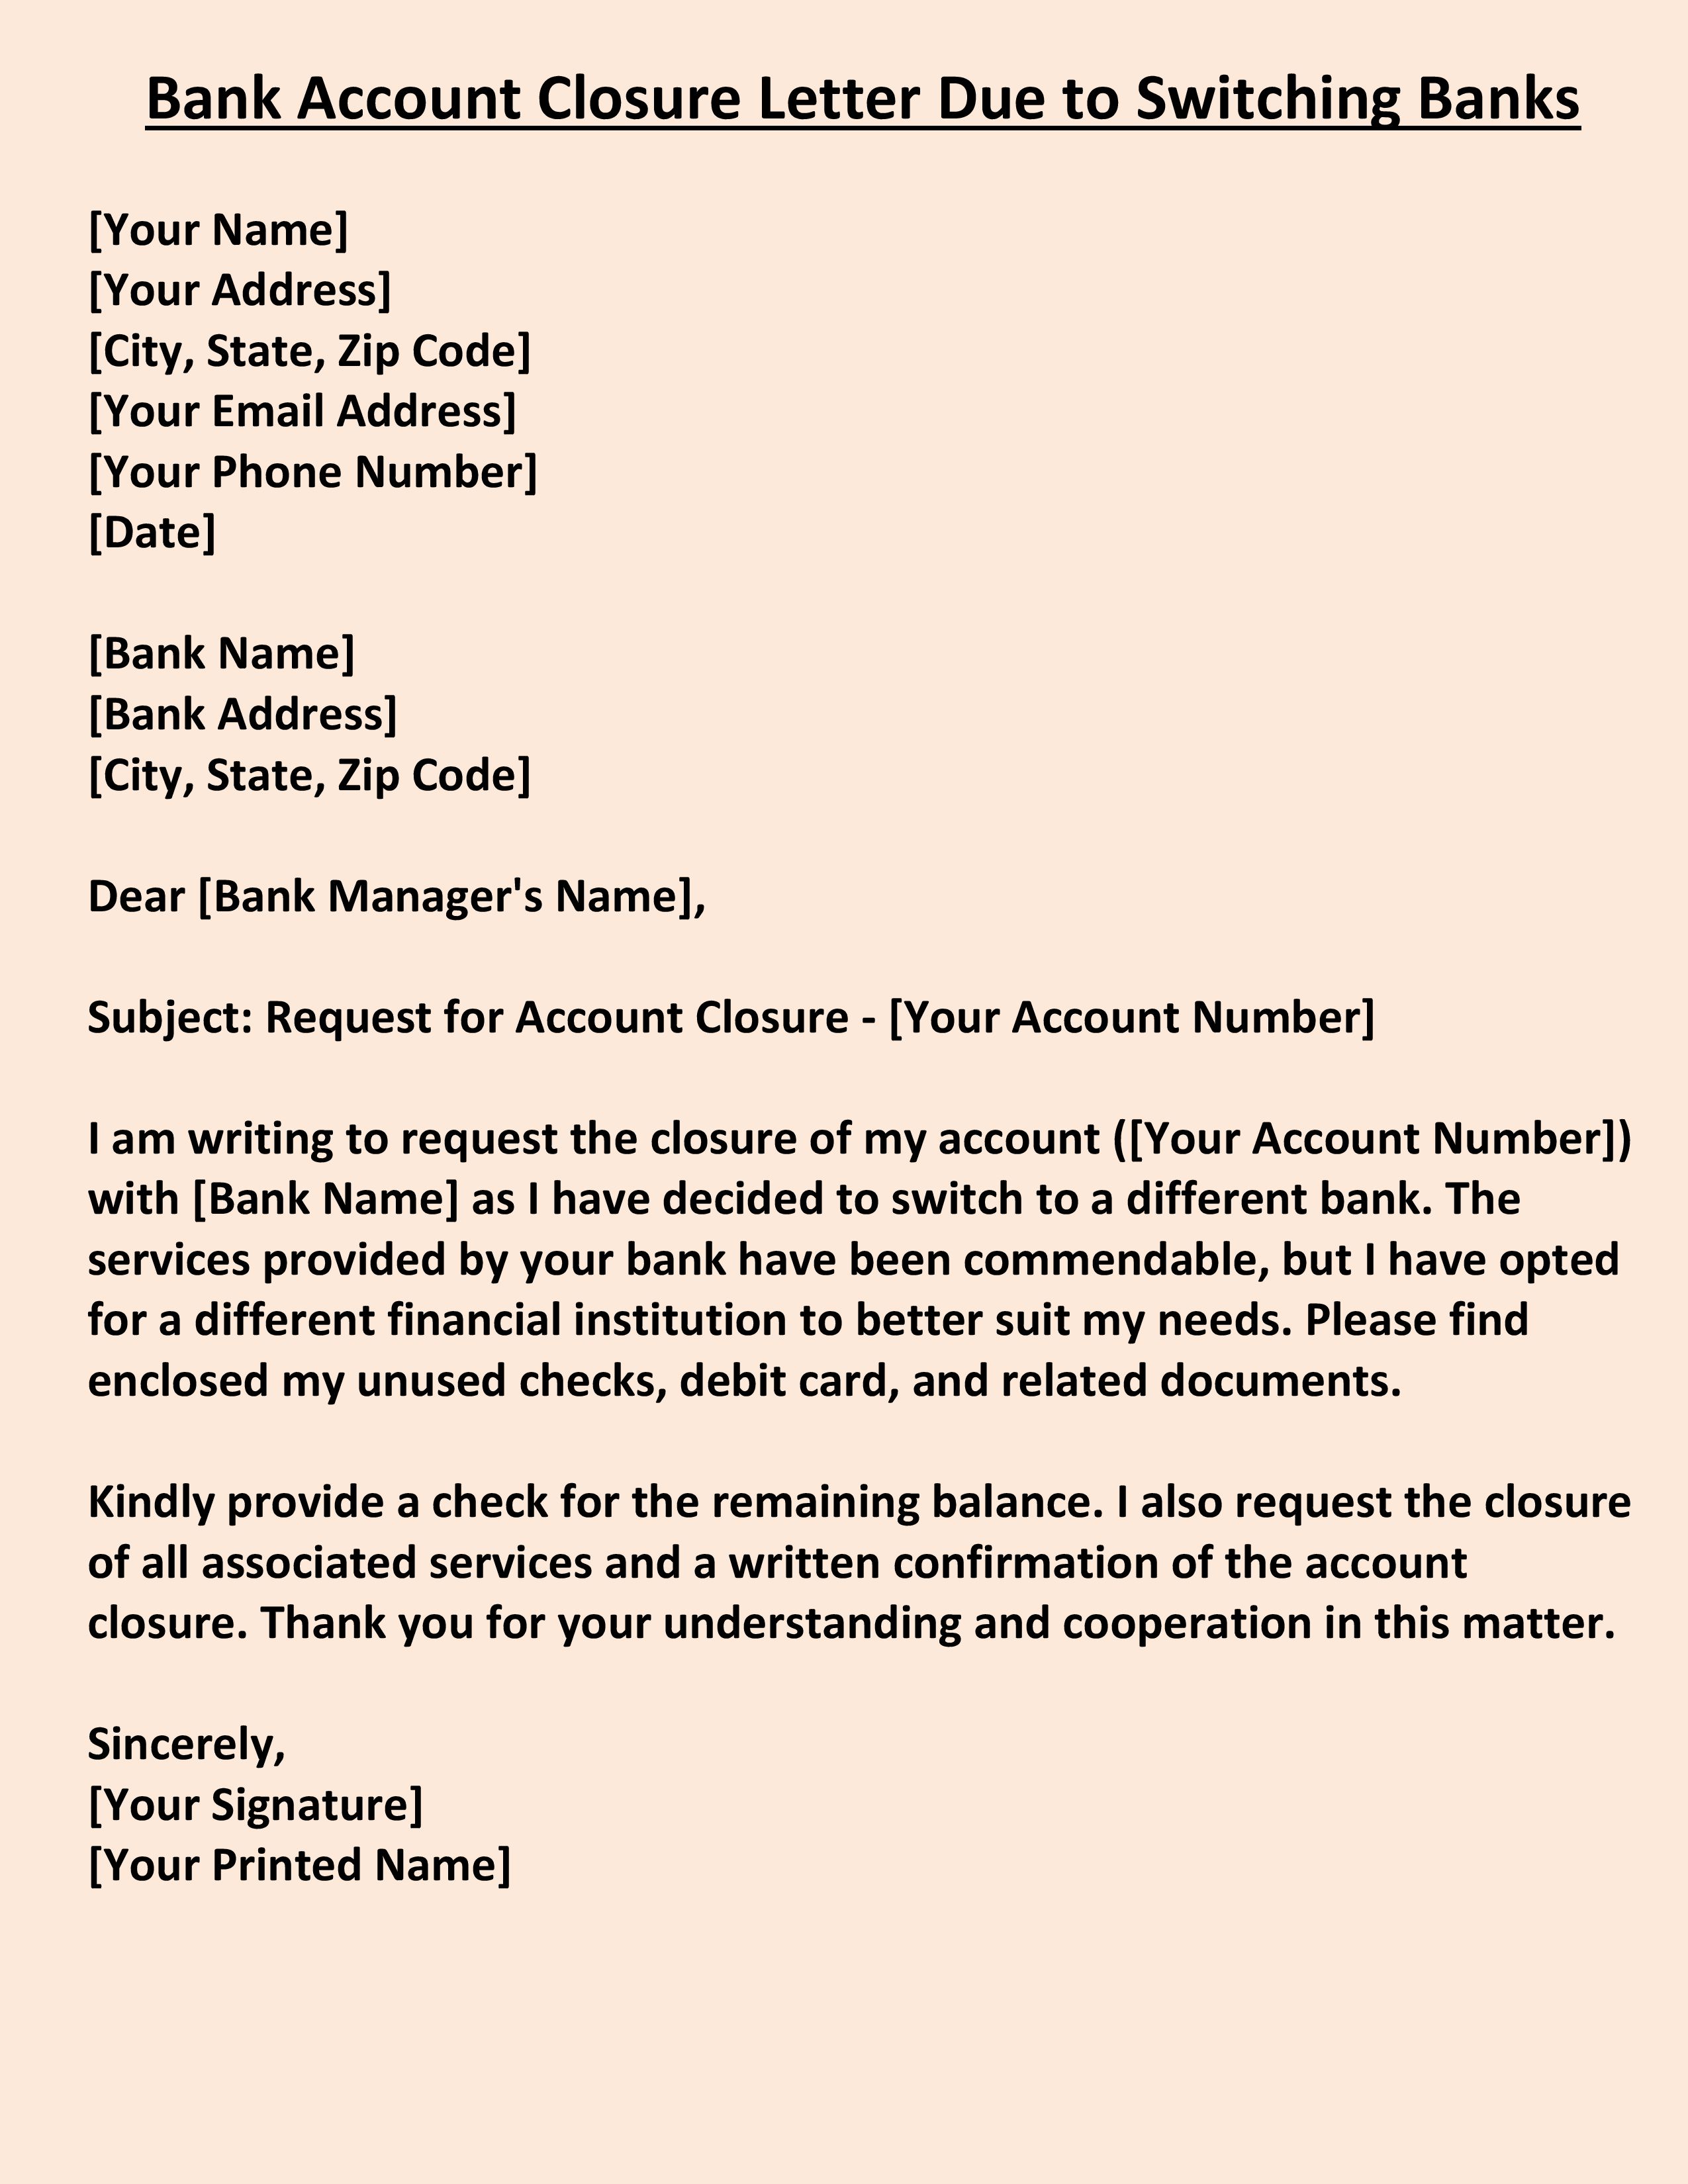 Bank Account Closure Letter Due to Switching Banks
[Your Name]
[Your Address]
[City, State, Zip Code]
[Your Email Address]
[Your Phone Number]
[Date]
[Bank Name]
[Bank Address]
[City, State, Zip Code]
Dear [Bank Manager's Name],
Subject: Request for Account Closure - [Your Account Number]
I am writing to request the closure of my account ([Your Account Number])
with [Bank Name] as I have decided to switch to a different bank. The
services provided by your bank have been commendable, but I have opted
for a different financial institution to better suit my needs. Please find
enclosed my unused checks, debit card, and related documents.
Kindly provide a check for the remaining balance. I also request the closure
of all associated services and a written confirmation of the account
closure. Thank you for your understanding and cooperation in this matter.
Sincerely,
[Your Signature]
[Your Printed Name]